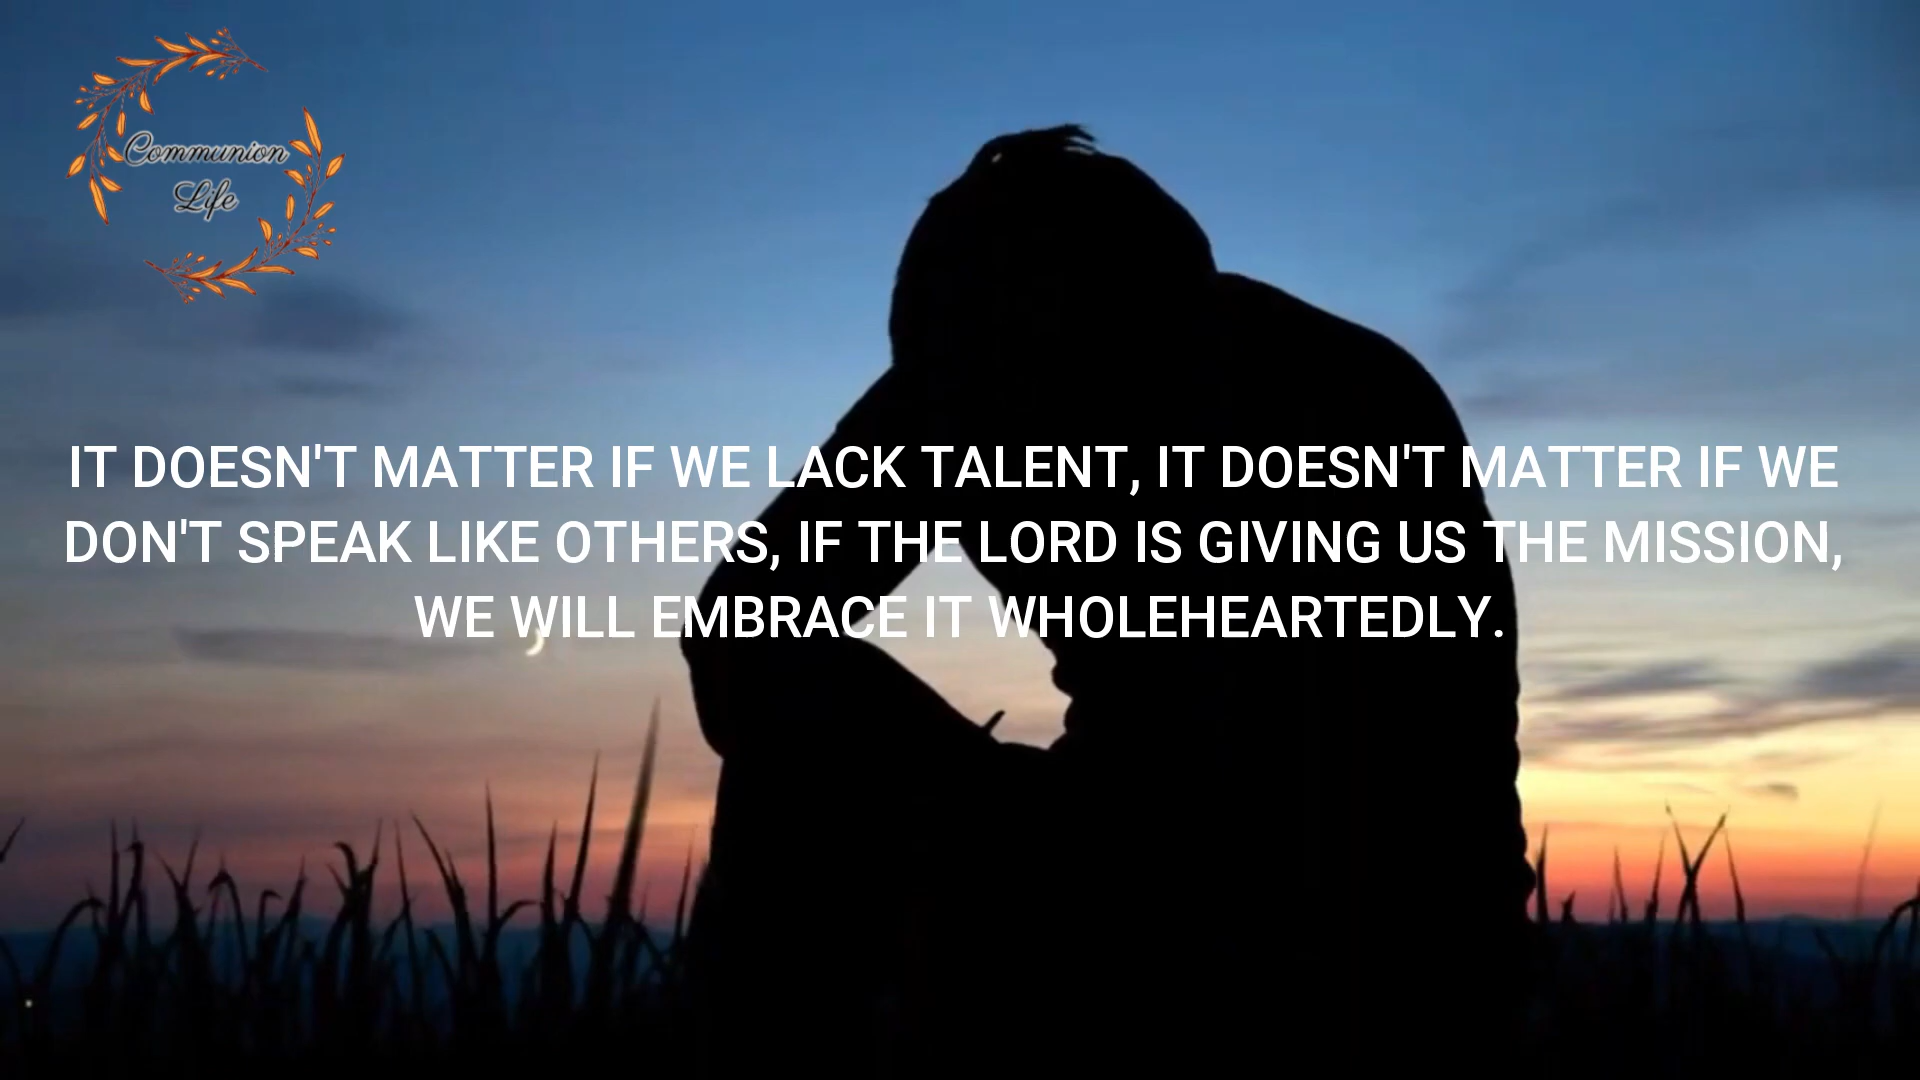 Communion
Life
IT DOESN'T MATTER IF WE LACK TALENT, IT DOESN'T MATTER IF WE
DON'T SPEAK LIKE OTHERS, IF THE LORD IS GIVING US THE MISSION,
WE WILL EMBRACE IT WHOLEHEARTEDLY.